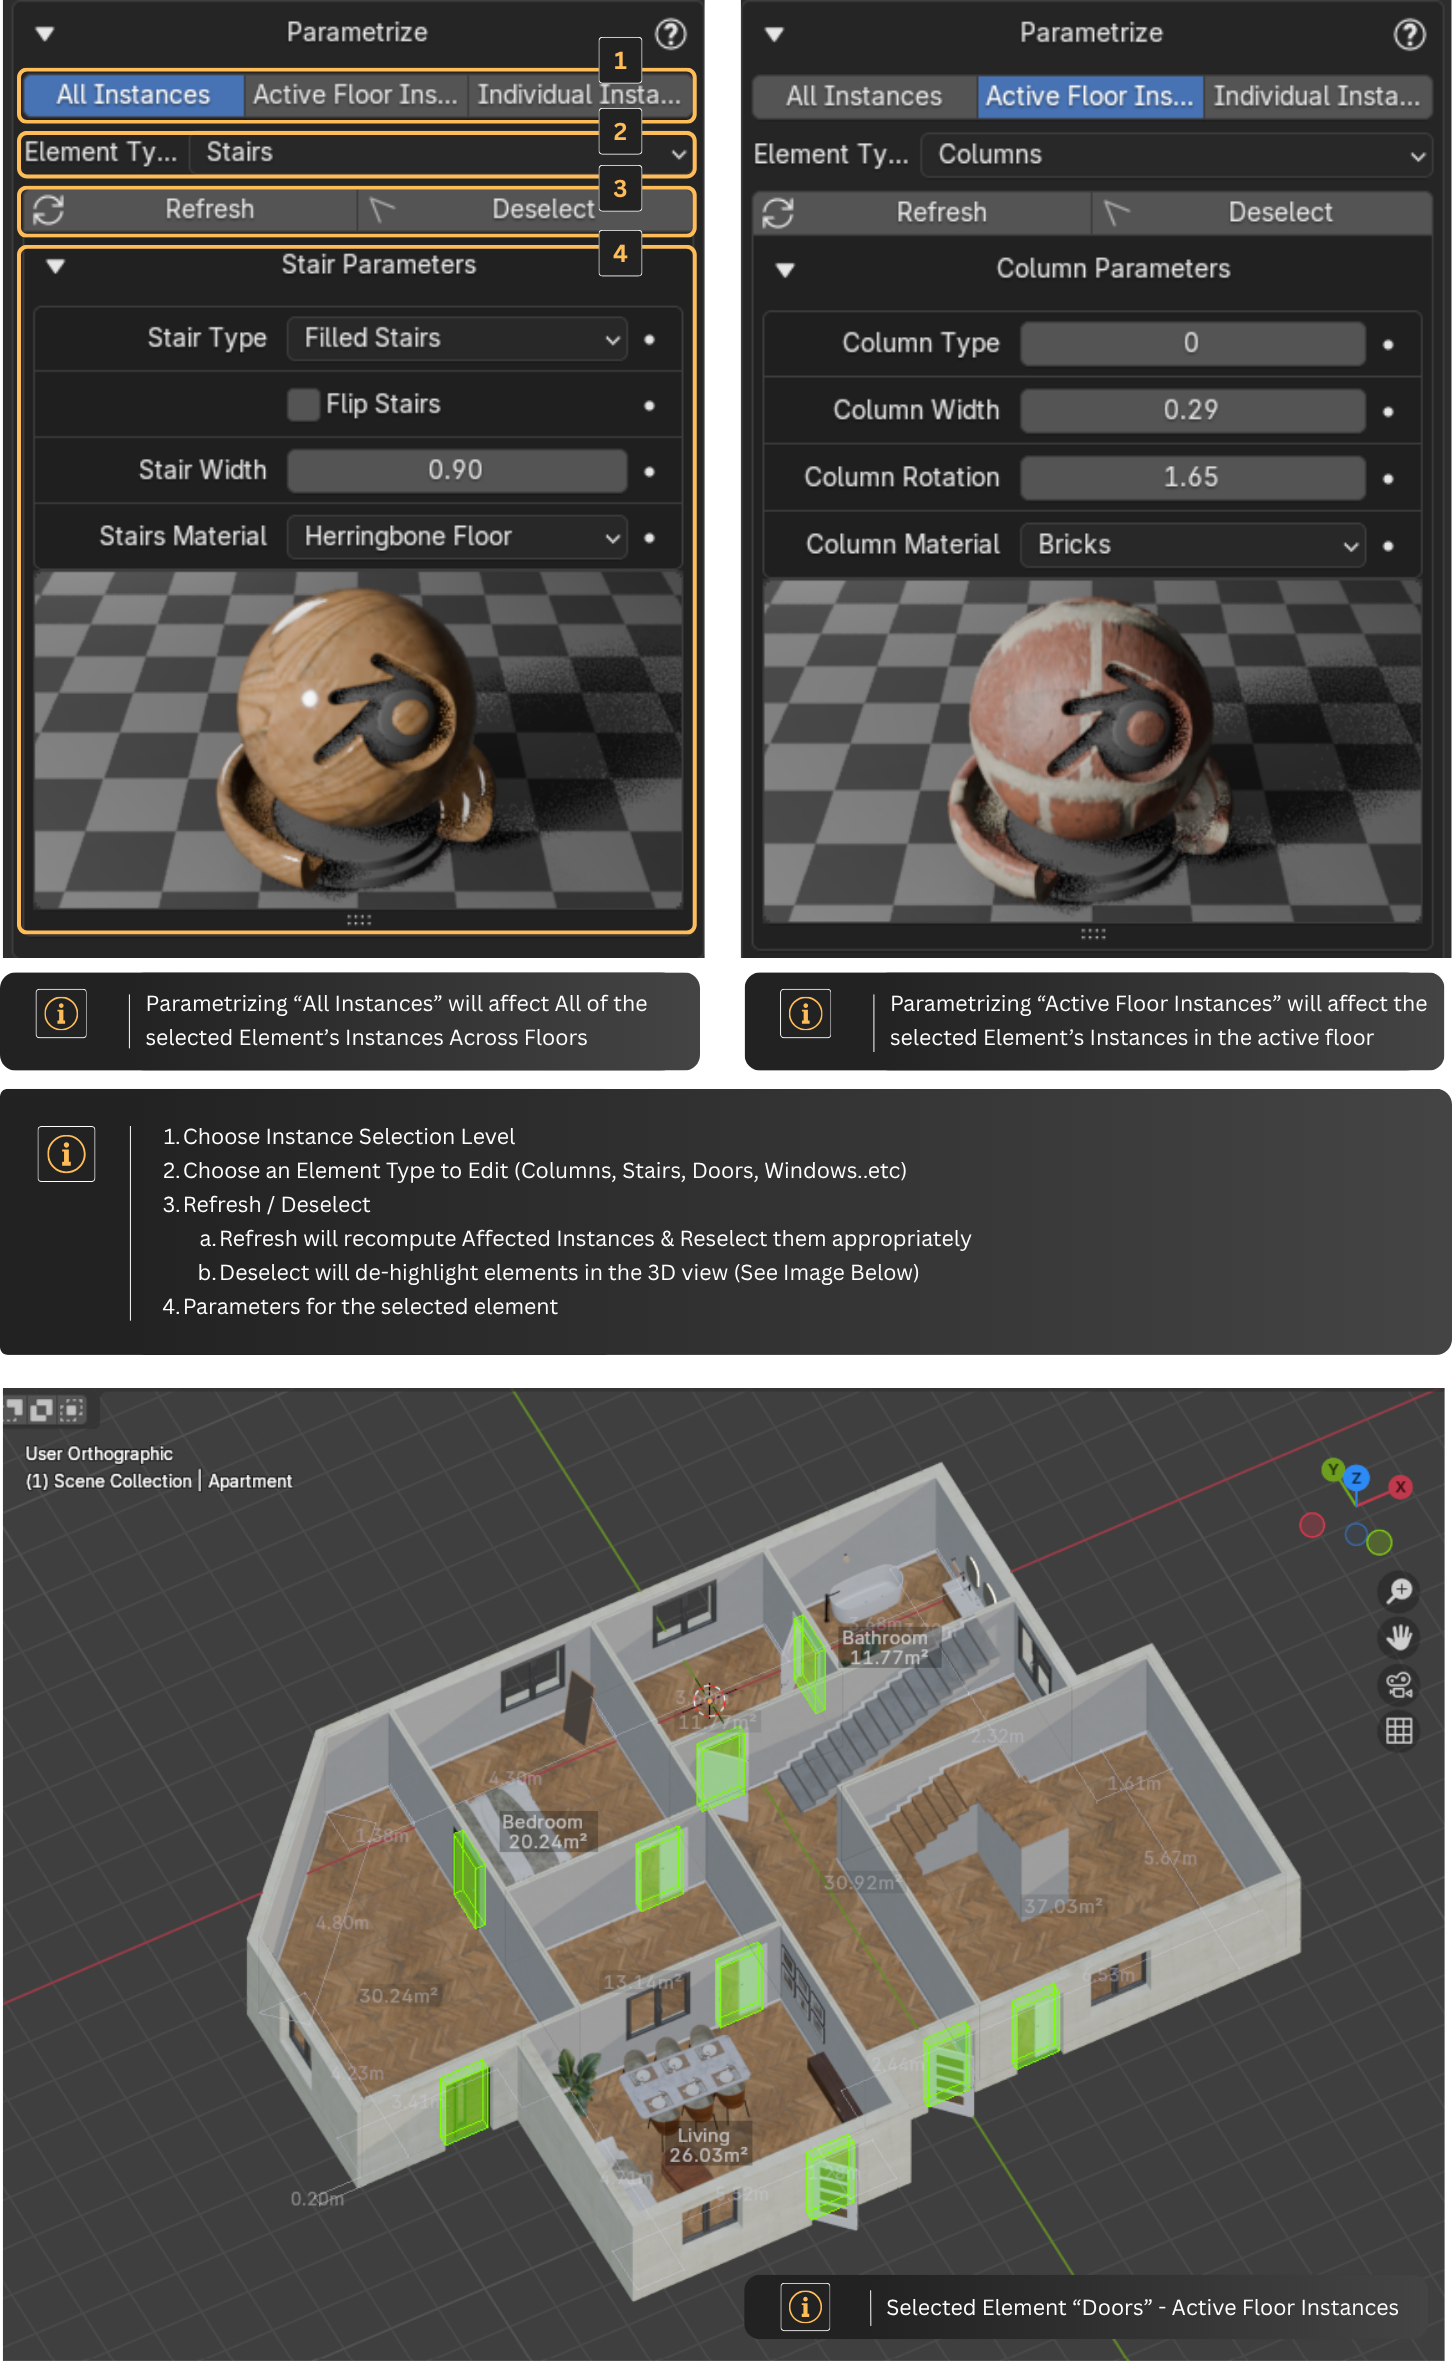 Parametrize
?
1
All Instances
Active Floor Ins...
Individual Insta...
2
Element Ty...
Stairs
3
Refresh
Deselect
4
Stair Parameters
Stair Type
Filled Stairs
Flip Stairs
Stair Width
0.90
Stairs Material
Herringbone Floor
Parametrize
?
All Instances
Active Floor Ins...
Individual Insta...
Element Ty...
Columns
Refresh
Deselect
Column Parameters
Column Type
0
Column Width
0.29
Column Rotation
1.65
Column Material
Bricks
Parametrizing “All Instances” will affect All of the
selected Element’s Instances Across Floors
Parametrizing “Active Floor Instances” will affect the
selected Element’s Instances in the active floor
1. Choose Instance Selection Level
2. Choose an Element Type to Edit (Columns, Stairs, Doors, Windows..etc)
3. Refresh / Deselect
a. Refresh will recompute Affected Instances & Reselect them appropriately
b. Deselect will de-highlight elements in the 3D view (See Image Below)
4. Parameters for the selected element
User Orthographic
(1) Scene Collection | Apartment
Y
Z
X
Bathroom
11.77m²
2.32m
1.61m
4.30m
Bedroom
20.24m²
1.38m
5.67m
30.92m²
37.03m²
4.80m
13.14m²
6.53m
30.24m²
2.44m
3.41m
Living
26.03m²
0.20m
Selected Element “Doors” - Active Floor Instances